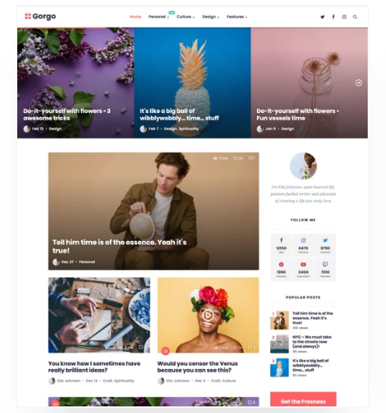 Gorgo
Home Personal Culture Design Features
Do-it-yourself with flowers • 3
awesome tricks
Feb 10 Design
It's like a big ball of
wibblywobbly... time... stuff
Feb 7 Design, Spirituality
Do-it-yourself with flowers •
Fun vessels time
Jan 9 Design
Tell him time is of the essence. Yeah it's
true!
Dec 27 Personal
You know how I sometimes have
really brilliant ideas?
Ella Johnson Dec 13 Craft, Spirituality
Would you censor the Venus
because you can see this?
Ella Johnson Dec 4 Craft, Culture
FOLLOW ME
POPULAR POSTS
Tell him time is of the
essence. Yeah it's
true!
NYC – We must take
to the streets now
(and always)!
It's like a big ball of
wibblywobbly...
time... stuff
Get the Freshness